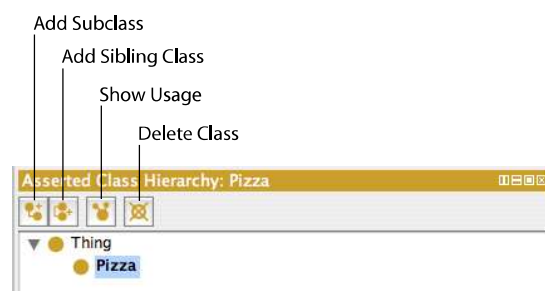 Add Subclass
Add Sibling Class
Show Usage
Delete Class
Asserted Class Hierarchy: Pizza
Thing
Pizza